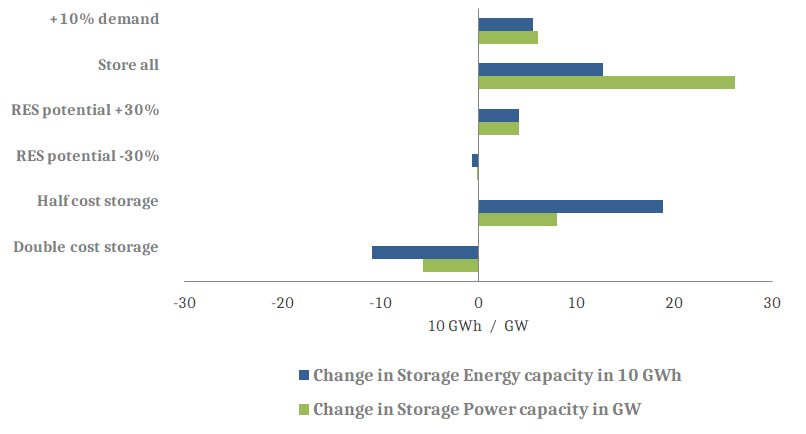 +10% demand
Store all
RES potential +30%
RES potential -30%
Half cost storage
Double cost storage
-30 -20 -10 0 10 20 30
10 GWh / GW
Change in Storage Energy capacity in 10 GWh
Change in Storage Power capacity in GW